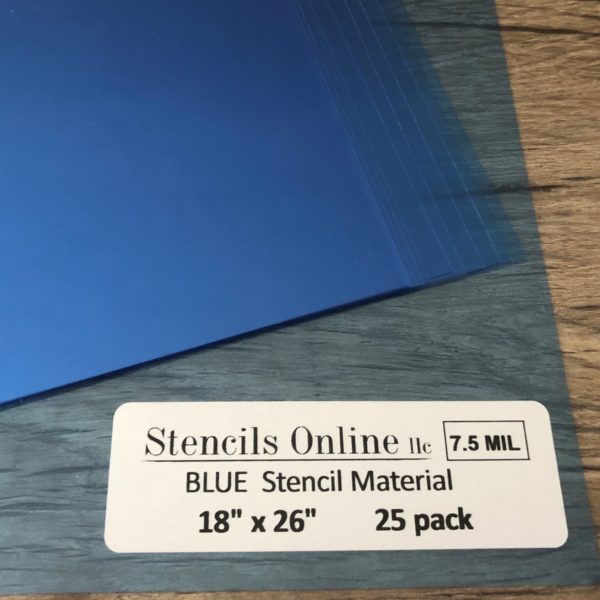 Stencils Online llc 7.5 MIL
BLUE Stencil Material
18" x 26" 25 pack